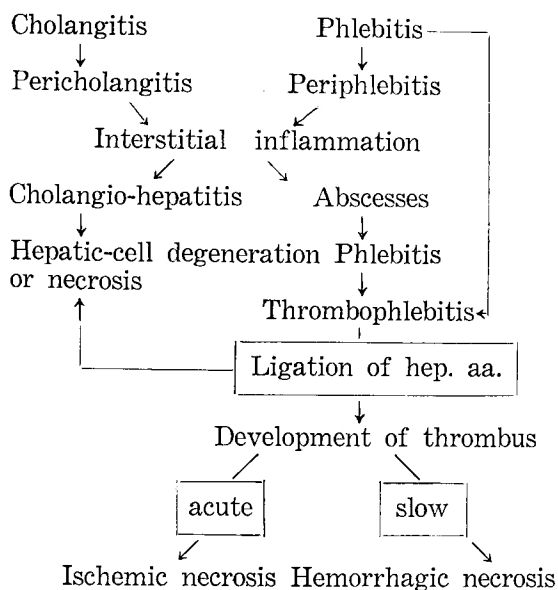 Cholangitis Phlebitis
Pericholangitis Periphlebitis
Interstitial inflammation
Cholangio-hepatitis Abscesses
Hepatic-cell degeneration Phlebitis
or necrosis
Thrombophlebitis
Ligation of hep. aa.
Development of thrombus
acute slow
Ischemic necrosis Hemorrhagic necrosis